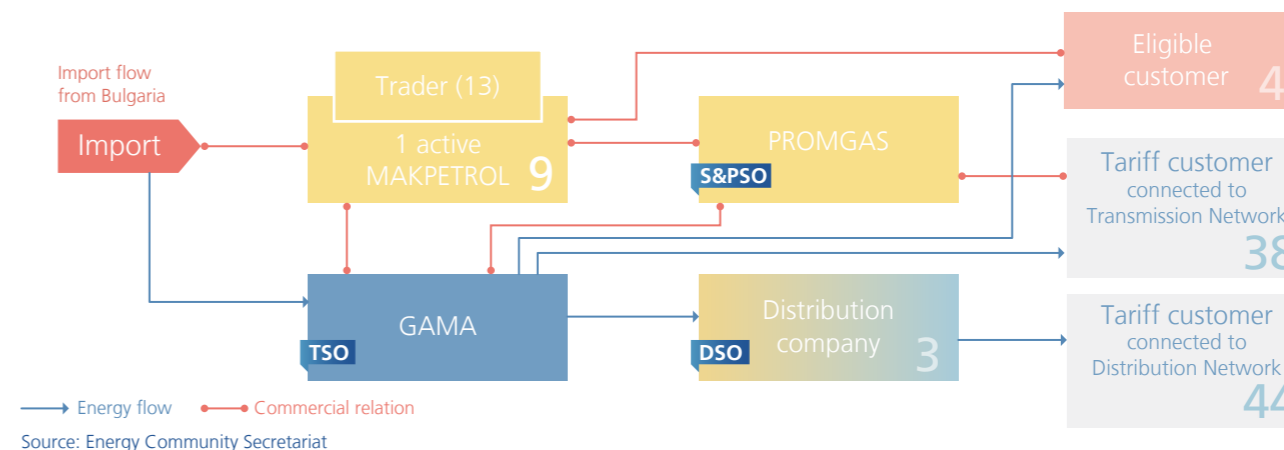 Import flow
from Bulgaria
Import
Trader (13)
1 active
MAKPETROL 9
PROMGAS
S&PSO
Eligible
customer 4
Tariff customer
connected to
Transmission Network
38
GAMA
TSO
Distribution
company 3
DSO
Tariff customer
connected to
Distribution Network
44
Energy flow
Commercial relation
Source: Energy Community Secretariat